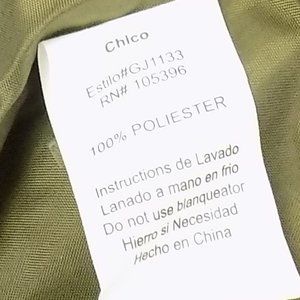 Chico
Estilo#GJ1133
RN# 105396
100% POLIESTER
Instructions de Lavado
Lanado a mano en frio
Do not use blanqueator
Hierro si Necesidad
Hecho en China